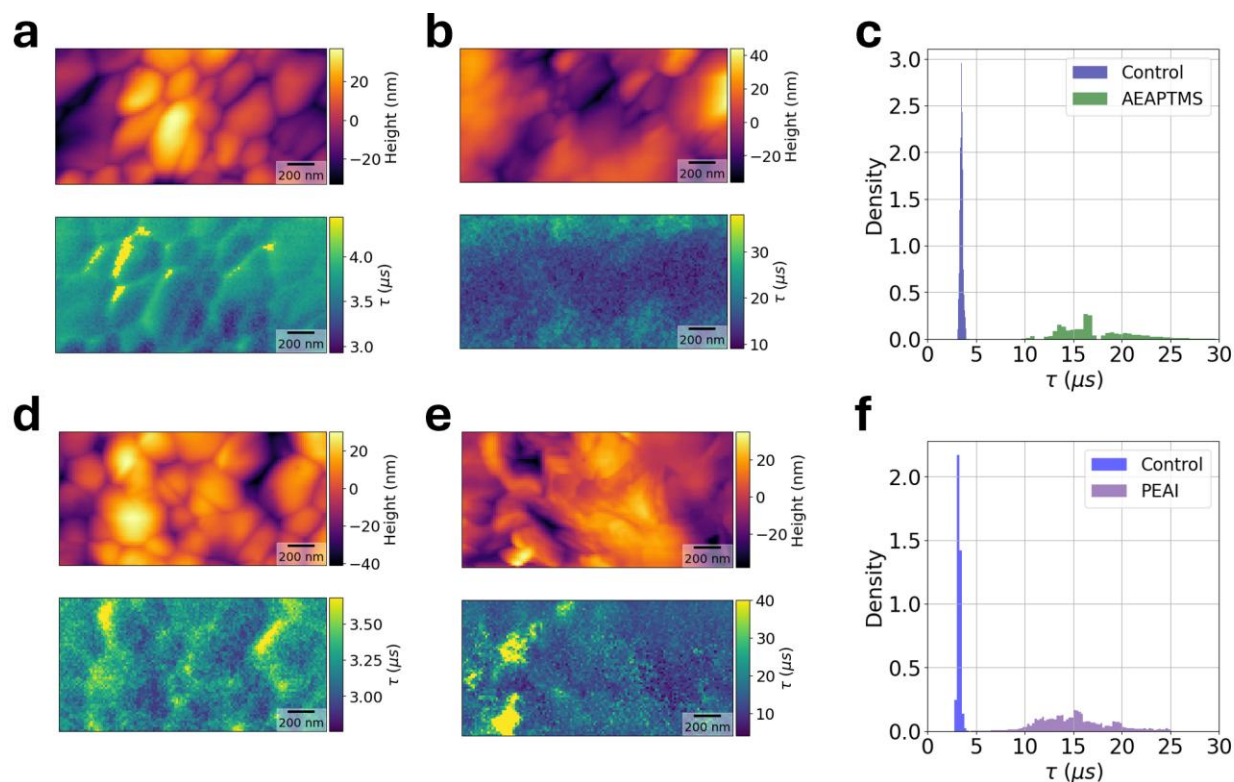 a
20
0
−20
Height (nm)
200 nm
4.0
3.5
3.0
τ (μs)
200 nm
b
40
20
0
−20
Height (nm)
200 nm
30
20
10
τ (μs)
200 nm
c
3.0
2.5
2.0
1.5
1.0
0.5
0.0
Density
Control
AEAPTMS
0 5 10 15 20 25 30
τ (μs)
d
20
0
−20
−40
Height (nm)
200 nm
3.50
3.25
3.00
τ (μs)
200 nm
e
20
0
−20
Height (nm)
200 nm
40
30
20
10
τ (μs)
200 nm
f
2.0
1.5
1.0
0.5
0.0
Density
Control
PEAI
0 5 10 15 20 25 30
τ (μs)